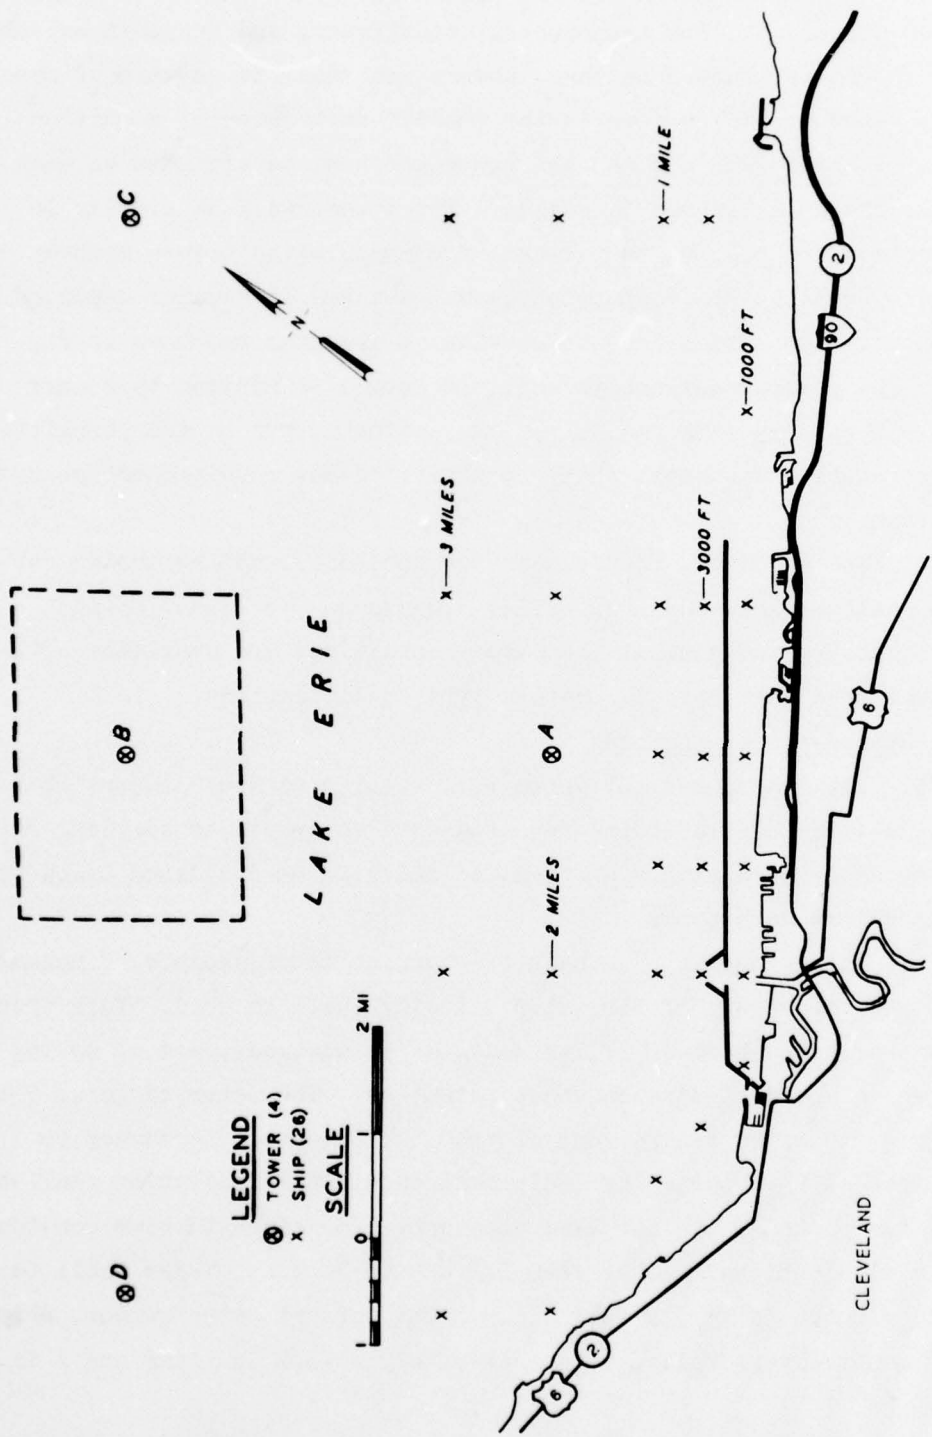 LEGEND
⊗ TOWER (4)
x SHIP (26)
SCALE
1 0 1 2 MI
D
B
C
N
LAKE ERIE
A
x—3 MILES
x—2 MILES
x—1 MILE
x—3000 FT
x—1000 FT
6
2
6
90
2
CLEVELAND